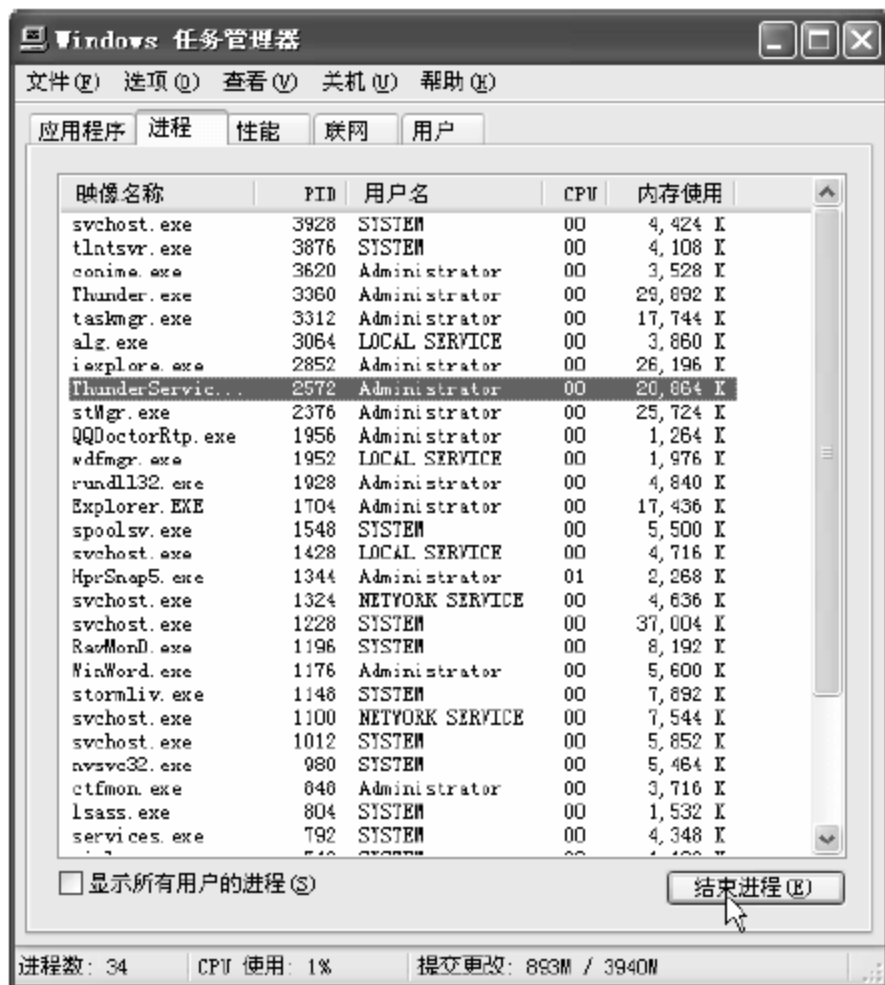 Windows 任务管理器
文件(F) 选项(O) 查看(V) 关机(U) 帮助(H)
应用程序 进程 性能 联网 用户
映像名称 PID 用户名 CPU 内存使用
svchost.exe 3928 SYSTEM 00 4,424 K
tlntsvr.exe 3876 SYSTEM 00 4,108 K
conime.exe 3620 Administrator 00 3,528 K
Thunder.exe 3360 Administrator 00 29,892 K
taskmgr.exe 3312 Administrator 00 17,744 K
alg.exe 3064 LOCAL SERVICE 00 3,860 K
iexplore.exe 2852 Administrator 00 26,196 K
ThunderServic... 2572 Administrator 00 20,864 K
stMgr.exe 2376 Administrator 00 25,724 K
QQDoctorRtp.exe 1956 Administrator 00 1,264 K
wdfmgr.exe 1952 LOCAL SERVICE 00 1,976 K
rundll32.exe 1928 Administrator 00 4,840 K
Explorer.EXE 1704 Administrator 00 17,436 K
spoolsv.exe 1548 SYSTEM 00 5,500 K
svchost.exe 1428 LOCAL SERVICE 00 4,716 K
HprSnap5.exe 1344 Administrator 01 2,268 K
svchost.exe 1324 NETWORK SERVICE 00 4,636 K
svchost.exe 1228 SYSTEM 00 37,004 K
RavMonD.exe 1196 SYSTEM 00 8,192 K
WinWord.exe 1176 Administrator 00 5,600 K
stormliv.exe 1148 SYSTEM 00 7,892 K
svchost.exe 1100 NETWORK SERVICE 00 7,544 K
svchost.exe 1012 SYSTEM 00 5,852 K
nvsvc32.exe 980 SYSTEM 00 5,464 K
ctfmon.exe 848 Administrator 00 3,716 K
lsass.exe 804 SYSTEM 00 1,532 K
services.exe 792 SYSTEM 00 4,348 K
显示所有用户的进程(S) 结束进程(E)
进程数: 34 CPU 使用: 1% 提交更改: 893M / 3940M